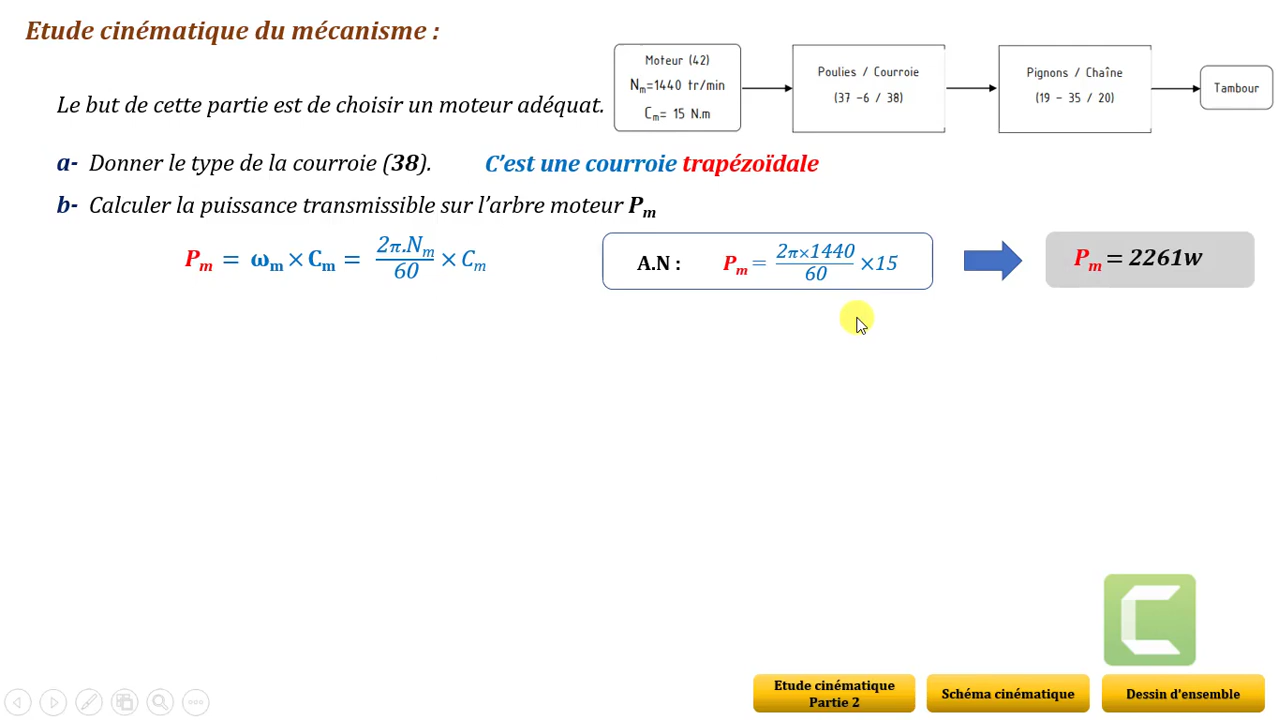 Etude cinématique du mécanisme :
Le but de cette partie est de choisir un moteur adéquat.
Moteur (42)
Nm=1440 tr/min
Cm= 15 N.m
Poulies / Courroie
(37 -6 / 38)
Pignons / Chaîne
(19 - 35 / 20)
Tambour
a- Donner le type de la courroie (38). C'est une courroie trapézoïdale
b- Calculer la puissance transmissible sur l'arbre moteur Pm
Pm = ωm × Cm = 2π.Nm/60 × Cm
A.N : Pm = 2π×1440/60 ×15
Pm = 2261w
Etude cinématique
Partie 2
Schéma cinématique
Dessin d'ensemble